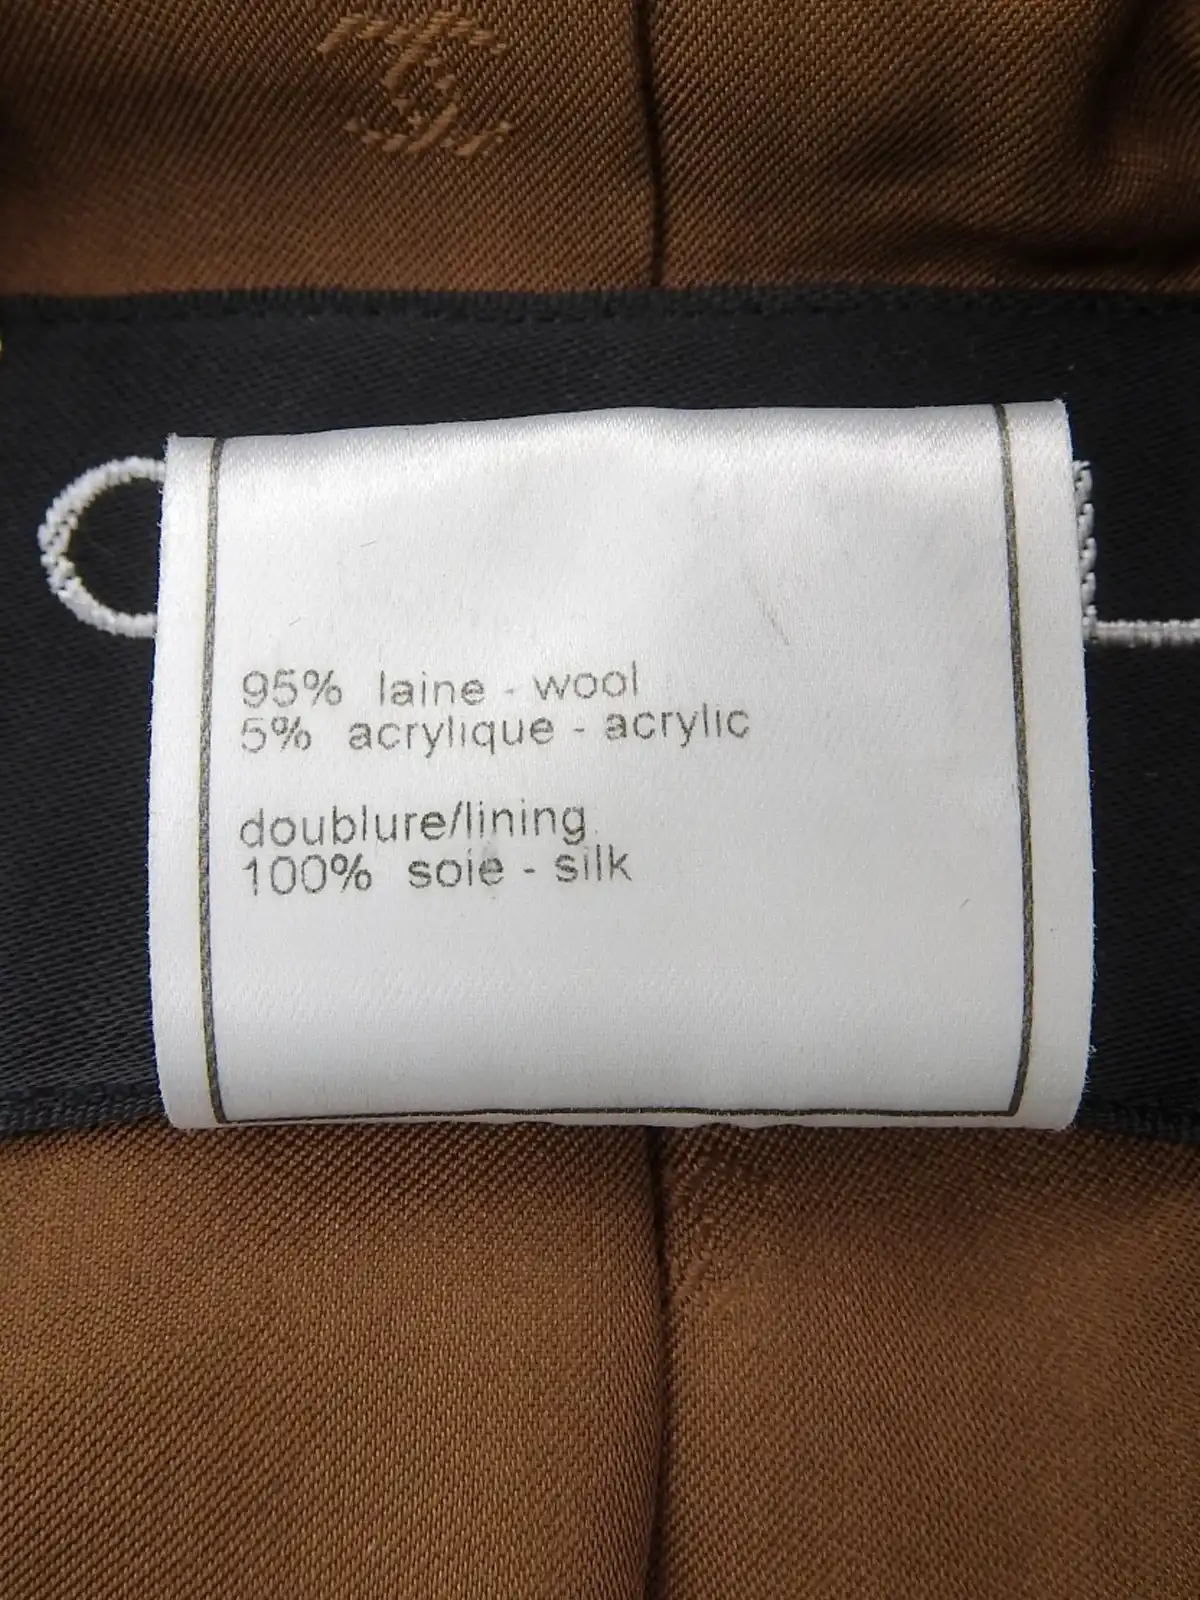 95% laine - wool
5% acrylique - acrylic
doublure/lining
100% soie - silk